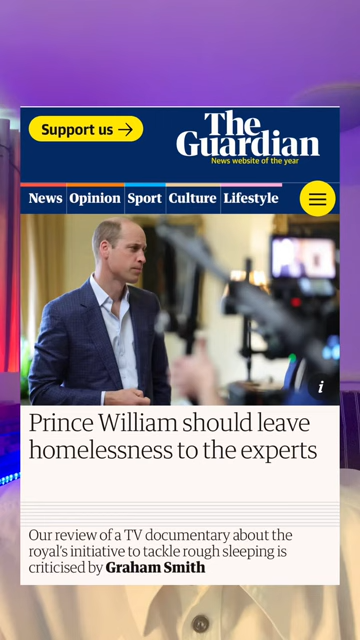 Support us →
The
Guardian
News website of the year
News Opinion Sport Culture Lifestyle
i
Prince William should leave
homelessness to the experts
Our review of a TV documentary about the
royal's initiative to tackle rough sleeping is
criticised by Graham Smith